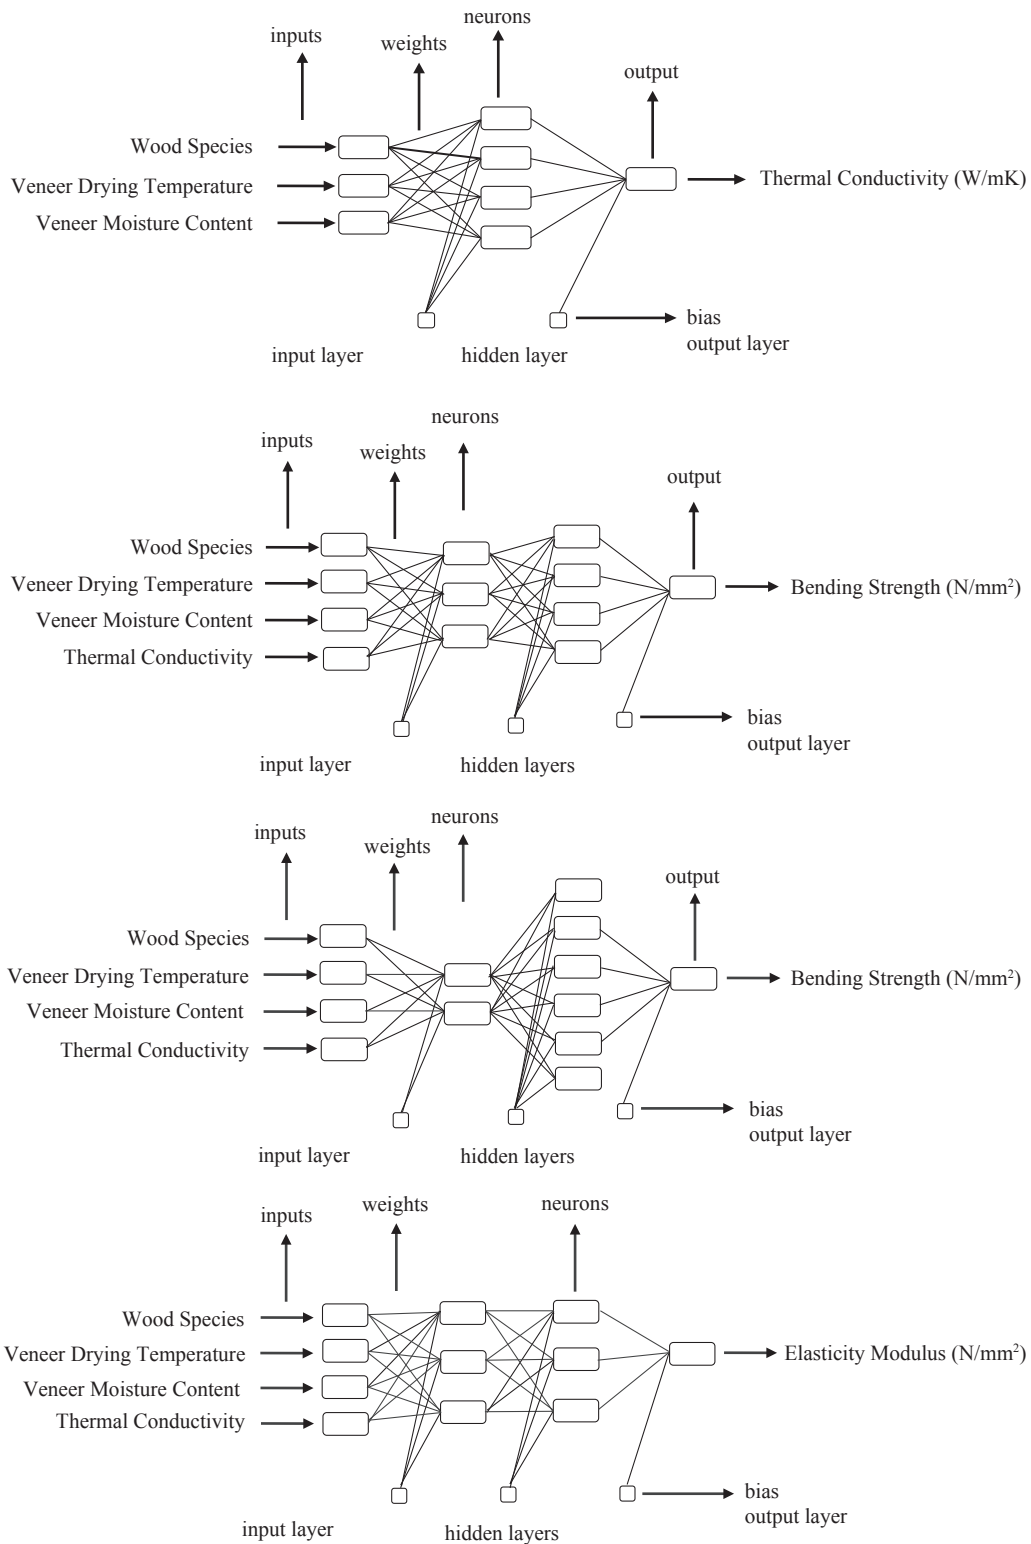 neurons
inputs
weights
output
Wood Species
Veneer Drying Temperature
Thermal Conductivity (W/mK)
Veneer Moisture Content
bias
output layer
input layer
hidden layer
neurons
inputs
weights
output
Wood Species
Veneer Drying Temperature
Bending Strength (N/mm²)
Veneer Moisture Content
Thermal Conductivity
bias
output layer
input layer
hidden layers
neurons
inputs
weights
output
Wood Species
Veneer Drying Temperature
Bending Strength (N/mm²)
Veneer Moisture Content
Thermal Conductivity
bias
output layer
input layer
hidden layers
inputs
weights
neurons
Wood Species
Veneer Drying Temperature
Elasticity Modulus (N/mm²)
Veneer Moisture Content
Thermal Conductivity
bias
output layer
input layer
hidden layers